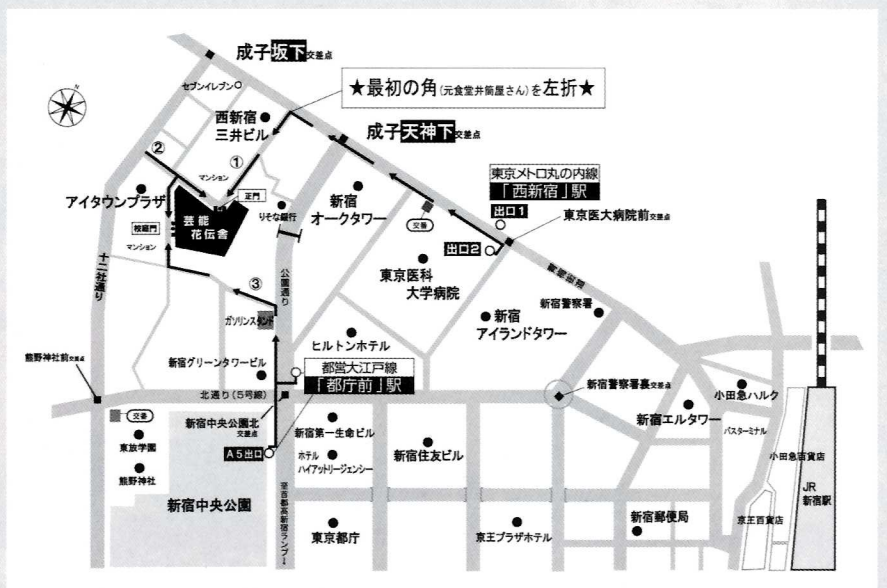 N
成子坂下交差点
セブンイレブン
★最初の角(元食堂井筒屋さん)を左折★
西新宿
三井ビル
成子天神下交差点
②
①
マンション
正門
東京メトロ丸の内線
「西新宿」駅
出口1
東京医大病院前交差点
アイタウンプラザ
芸能
花伝舎
りそな銀行
新宿
オークタワー
交番
出口2
マンション
東京医科
大学病院
十二社通り
公園通り
③
ガソリンスタンド
新宿
アイランドタワー
新宿警察署
ヒルトンホテル
熊野神社前交差点
新宿グリーンタワービル
都営大江戸線
「都庁前」駅
新宿警察署裏交差点
小田急ハルク
北通り(5号線)
新宿エルタワー
交番
新宿中央公園北
交差点
バスターミナル
東放学園
A5出口
新宿第一生命ビル
ホテル
ハイアットリージェンシー
新宿住友ビル
小田急百貨店
熊野神社
新宿中央公園
至首都高新宿ランプ→
JR
新宿駅
京王百貨店
新宿郵便局
東京都庁
京王プラザホテル